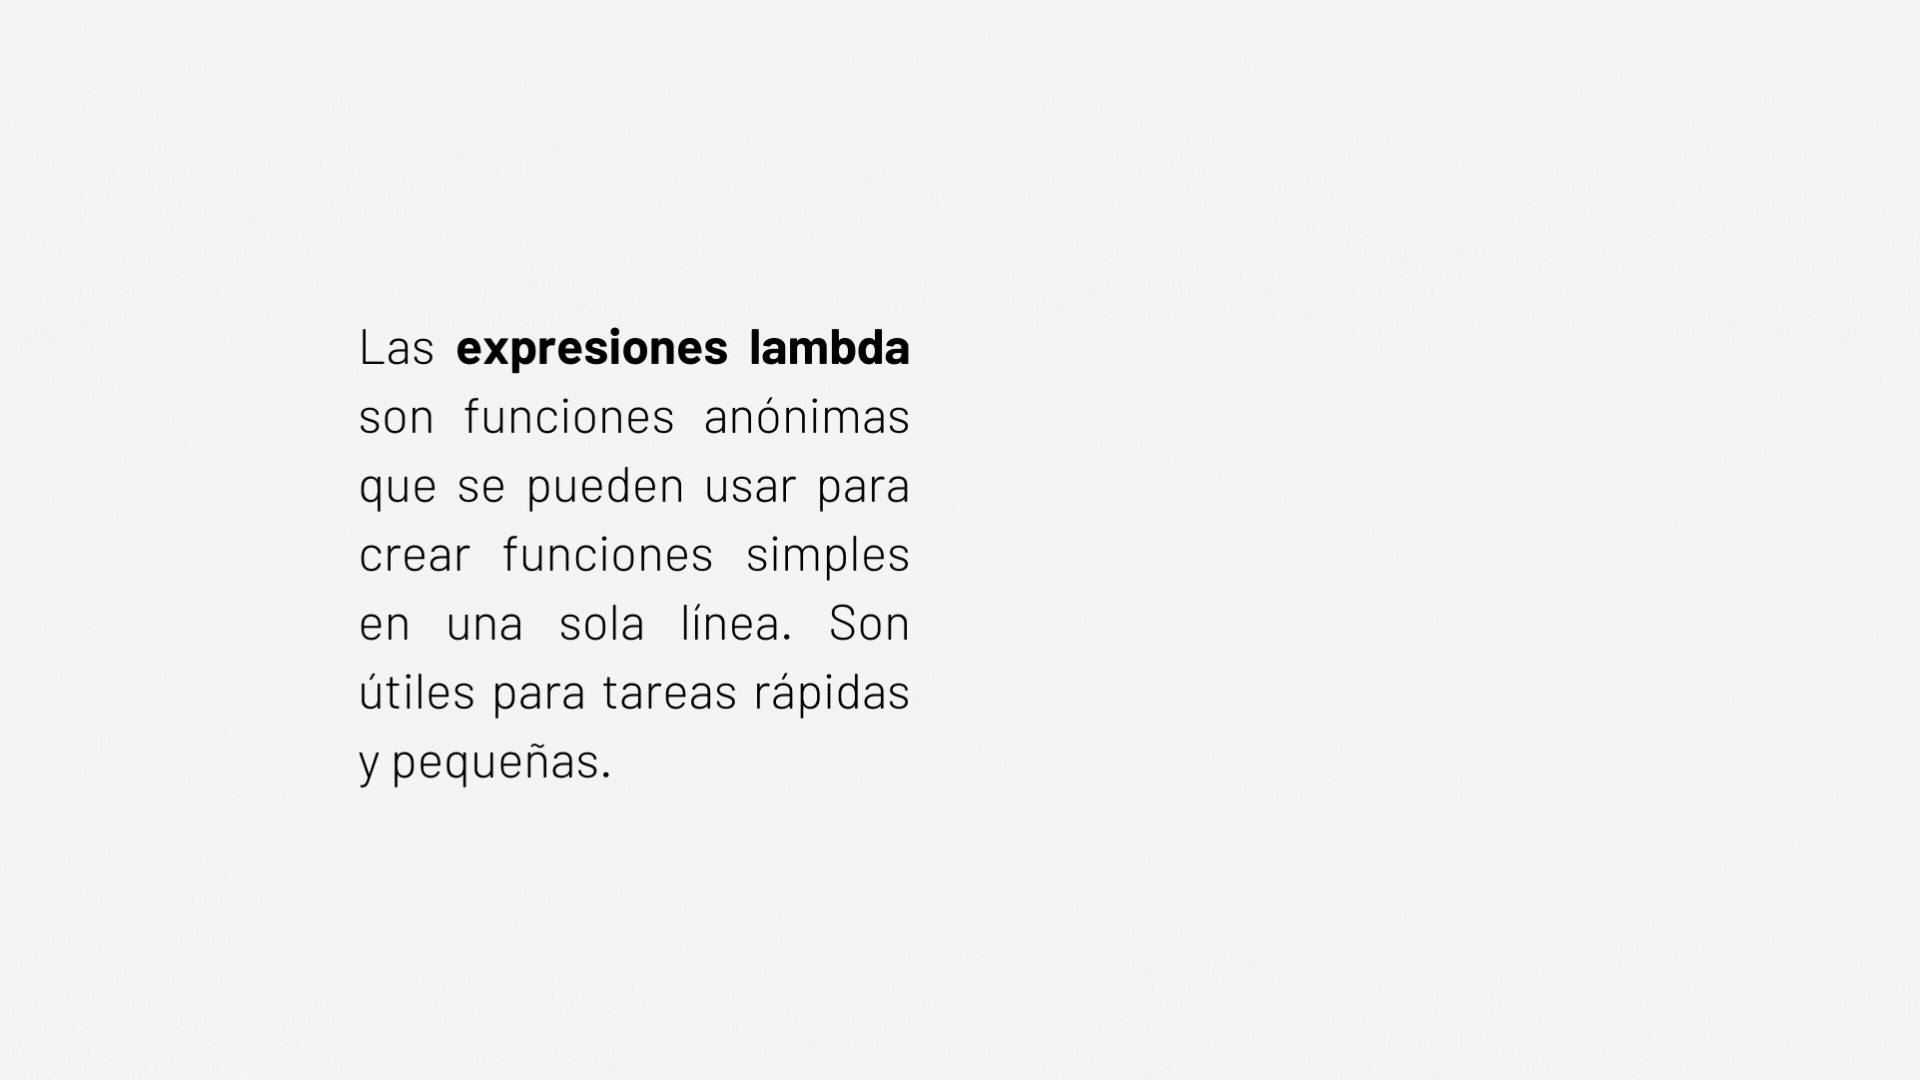 Las expresiones lambda
son funciones anónimas
que se pueden usar para
crear funciones simples
en una sola línea. Son
útiles para tareas rápidas
y pequeñas.